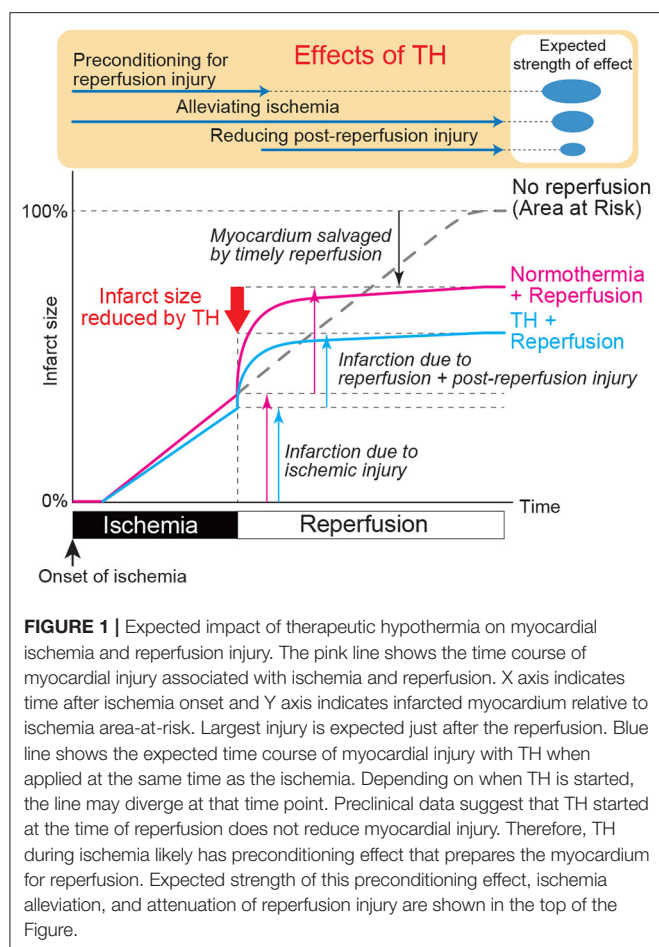 Effects of TH
Expected
strength of effect
Preconditioning for
reperfusion injury
Alleviating ischemia
Reducing post-reperfusion injury
No reperfusion
(Area at Risk)
100%
Myocardium salvaged
by timely reperfusion
Normothermia
+ Reperfusion
Infarct size
reduced by TH
TH +
Reperfusion
Infarct size
Infarction due to
reperfusion + post-reperfusion injury
Infarction due to
ischemic injury
0%
Time
Ischemia
Reperfusion
Onset of ischemia
FIGURE 1 | Expected impact of therapeutic hypothermia on myocardial
ischemia and reperfusion injury. The pink line shows the time course of
myocardial injury associated with ischemia and reperfusion. X axis indicates
time after ischemia onset and Y axis indicates infarcted myocardium relative to
ischemia area-at-risk. Largest injury is expected just after the reperfusion. Blue
line shows the expected time course of myocardial injury with TH when
applied at the same time as the ischemia. Depending on when TH is started,
the line may diverge at that time point. Preclinical data suggest that TH started
at the time of reperfusion does not reduce myocardial injury. Therefore, TH
during ischemia likely has preconditioning effect that prepares the myocardium
for reperfusion. Expected strength of this preconditioning effect, ischemia
alleviation, and attenuation of reperfusion injury are shown in the top of the
Figure.